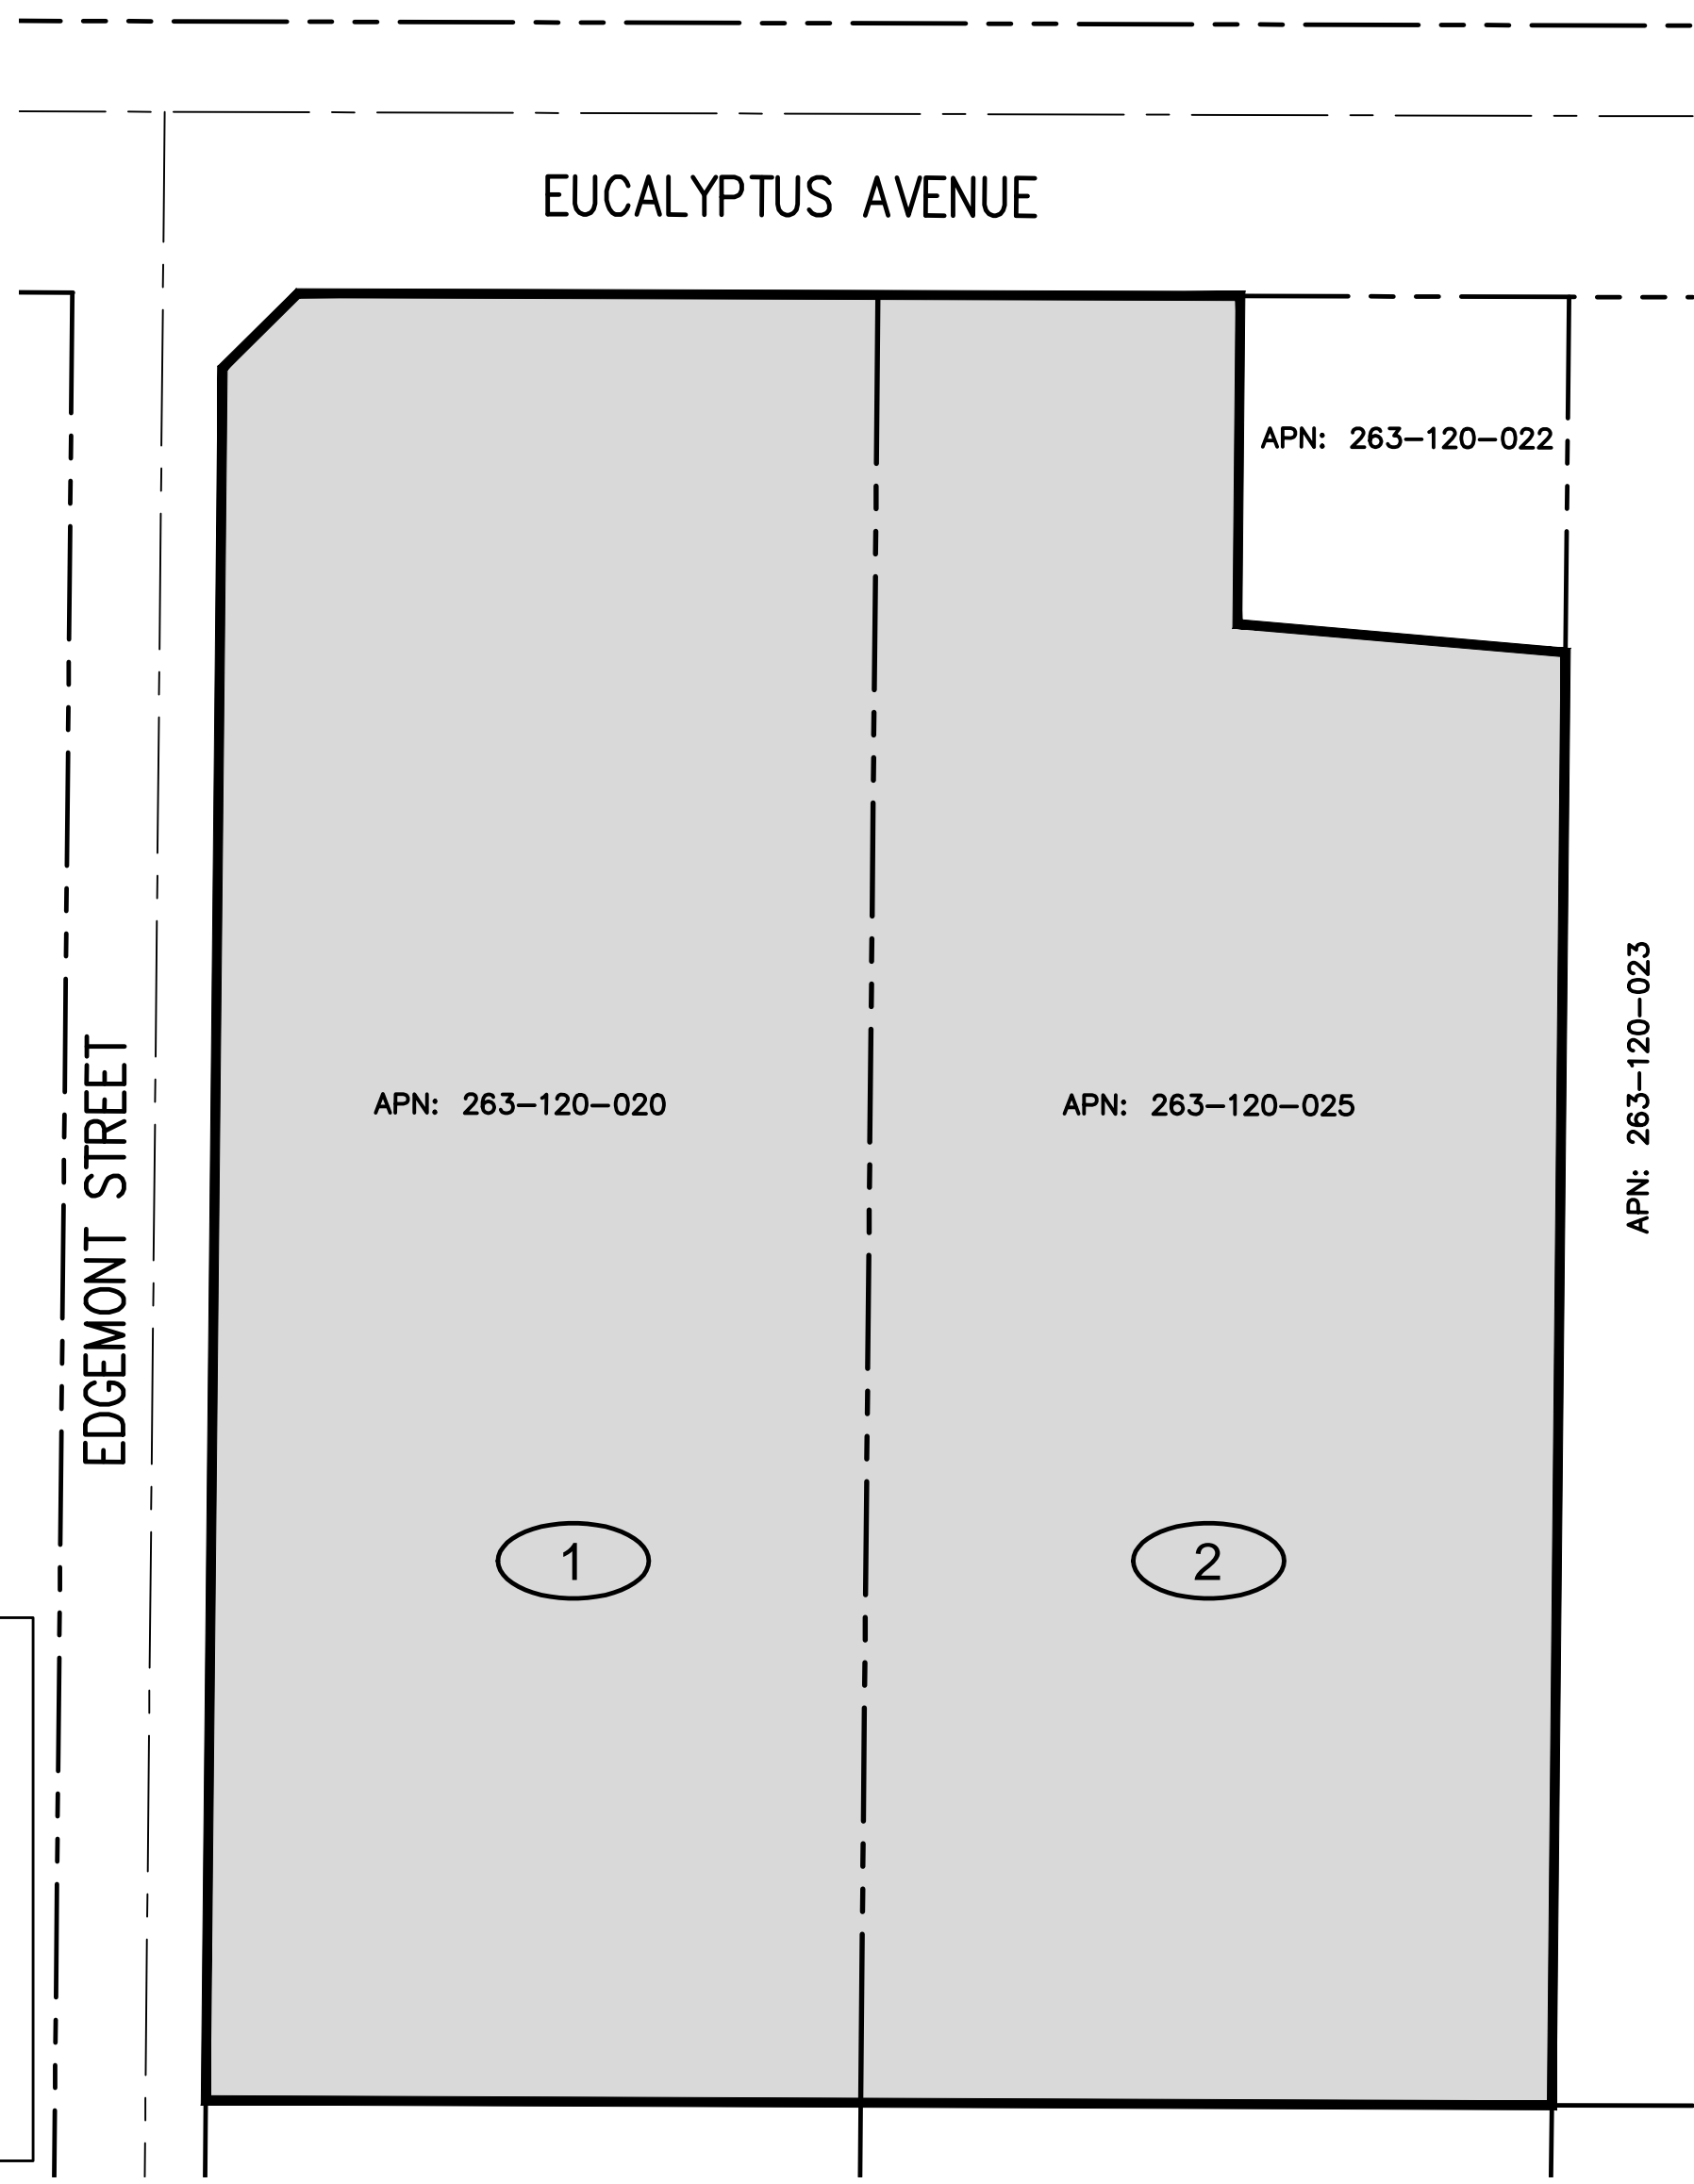 EUCALYPTUS AVENUE
APN: 263-120-022
APN: 263-120-023
EDGEMONT STREET
APN: 263-120-020
APN: 263-120-025
1
2